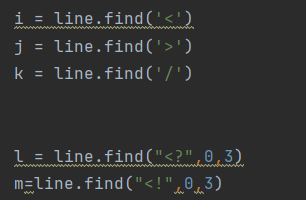 i = line.find('<')
j = line.find('>')
k = line.find('/')
l = line.find("<?",0,3)
m=line.find("<!",0,3)